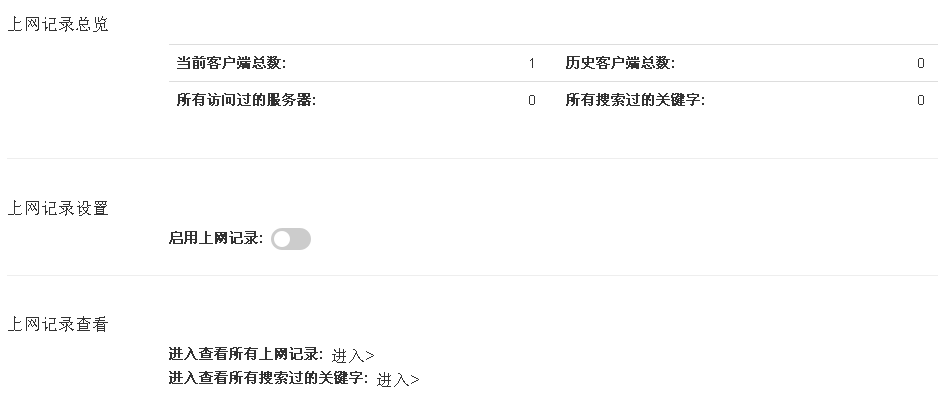 上网记录总览
当前客户端总数: 1 历史客户端总数: 0
所有访问过的服务器: 0 所有搜索过的关键字: 0
上网记录设置
启用上网记录:
上网记录查看
进入查看所有上网记录: 进入>
进入查看所有搜索过的关键字: 进入>